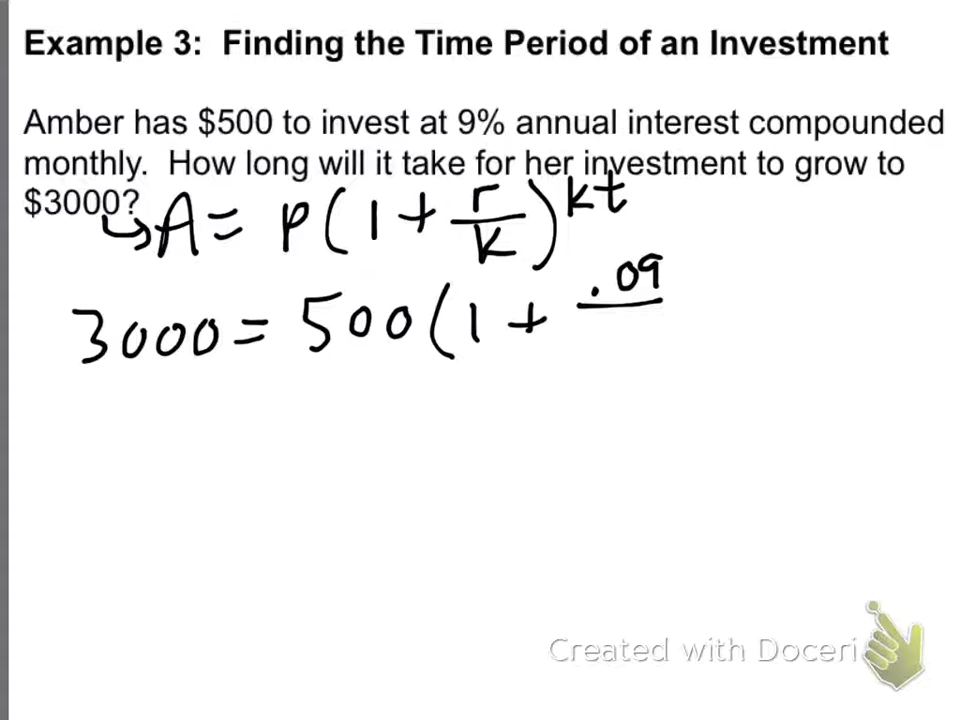 Example 3: Finding the Time Period of an Investment
Amber has $500 to invest at 9% annual interest compounded
monthly. How long will it take for her investment to grow to
$3000?
A = P(1 + r/k)^kt
3000 = 500(1 + .09/
Created with Doceri